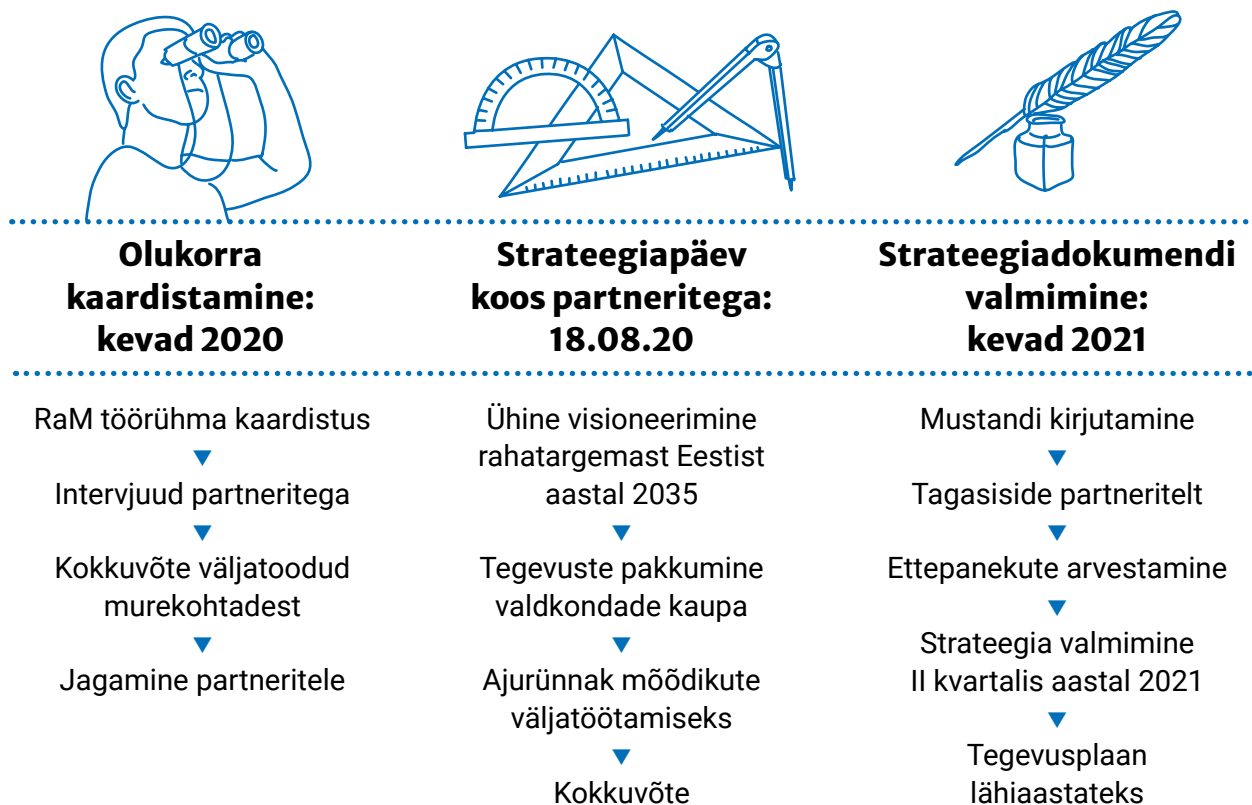 Olukorra
kaardistamine:
kevad 2020
RaM töörühma kaardistus
Intervjuud partneritega
Kokkuvõte väljatoodud
murekohtadest
Jagamine partneritele
Strateegiapäev
koos partneritega:
18.08.20
Ühine visioneerimine
rahatargemast Eestist
aastal 2035
Tegevuste pakkumine
valdkondade kaupa
Ajurünnak mõõdikute
väljatöötamiseks
Kokkuvõte
Strateegiadokumendi
valmimine:
kevad 2021
Mustandi kirjutamine
Tagasiside partneritelt
Ettepanekute arvestamine
Strateegia valmimine
II kvartalis aastal 2021
Tegevusplaan
lähiaastateks